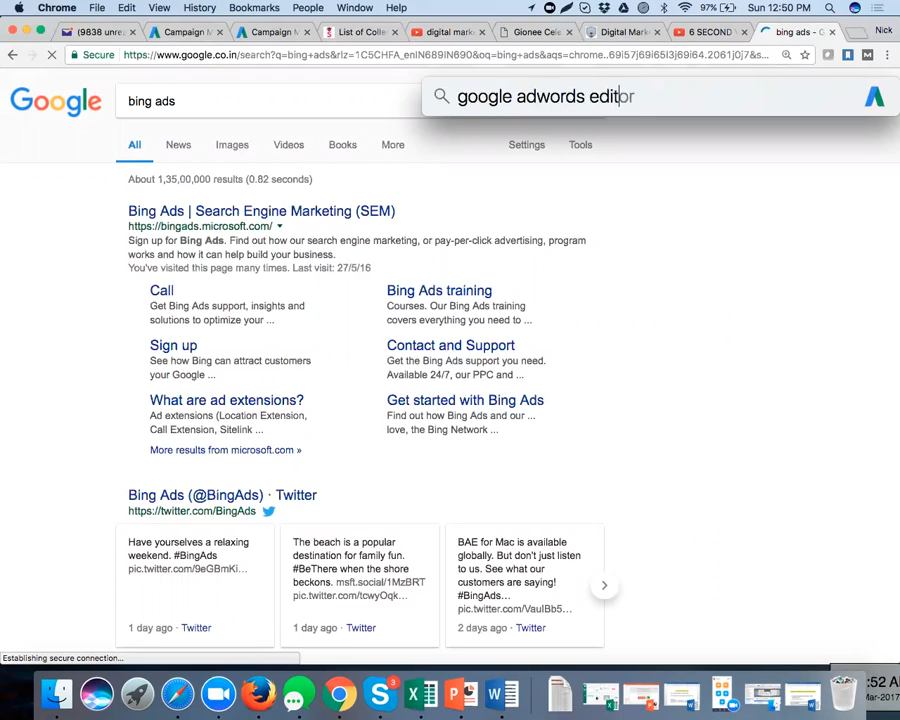 Chrome File Edit View History Bookmarks People Window Help 97% Sun 12:50 PM
(9838 unre Campaign M Campaign M List of Colle digital mark Gionee Cele Digital Mark 6 SECOND bing ads - G Nick
Secure https://www.google.co.in/search?q=bing+ads&rlz=1C5CHFA_enIN689IN690&oq=bing+ads&aqs=chrome..69i57j69i65l3j69i64.2061j0j7&s...
Google
bing ads
google adwords editor
All News Images Videos Books More Settings Tools
About 1,35,00,000 results (0.82 seconds)
Bing Ads | Search Engine Marketing (SEM)
https://bingads.microsoft.com/
Sign up for Bing Ads. Find out how our search engine marketing, or pay-per-click advertising, program
works and how it can help build your business.
You've visited this page many times. Last visit: 27/5/16
Call
Get Bing Ads support, insights and
solutions to optimize your ...
Bing Ads training
Courses. Our Bing Ads training
covers everything you need to ...
Sign up
See how Bing can attract customers
your Google ...
Contact and Support
Get the Bing Ads support you need.
Available 24/7, our PPC and ...
What are ad extensions?
Ad extensions (Location Extension,
Call Extension, Sitelink ...
Get started with Bing Ads
Find out how Bing Ads and our ...
love, the Bing Network ...
More results from microsoft.com »
Bing Ads (@BingAds) · Twitter
https://twitter.com/BingAds
Have yourselves a relaxing
weekend. #BingAds
pic.twitter.com/9eGBmKi...
1 day ago · Twitter
The beach is a popular
destination for family fun.
#BeThere when the shore
beckons. msft.social/1MzBRT
pic.twitter.com/tcwyOqk...
1 day ago · Twitter
BAE for Mac is available
globally. But don't just listen
to us. See what our
customers are saying!
#BingAds...
pic.twitter.com/VauIBb5...
2 days ago · Twitter
Establishing secure connection...
:52 AM
Mar-2017
3